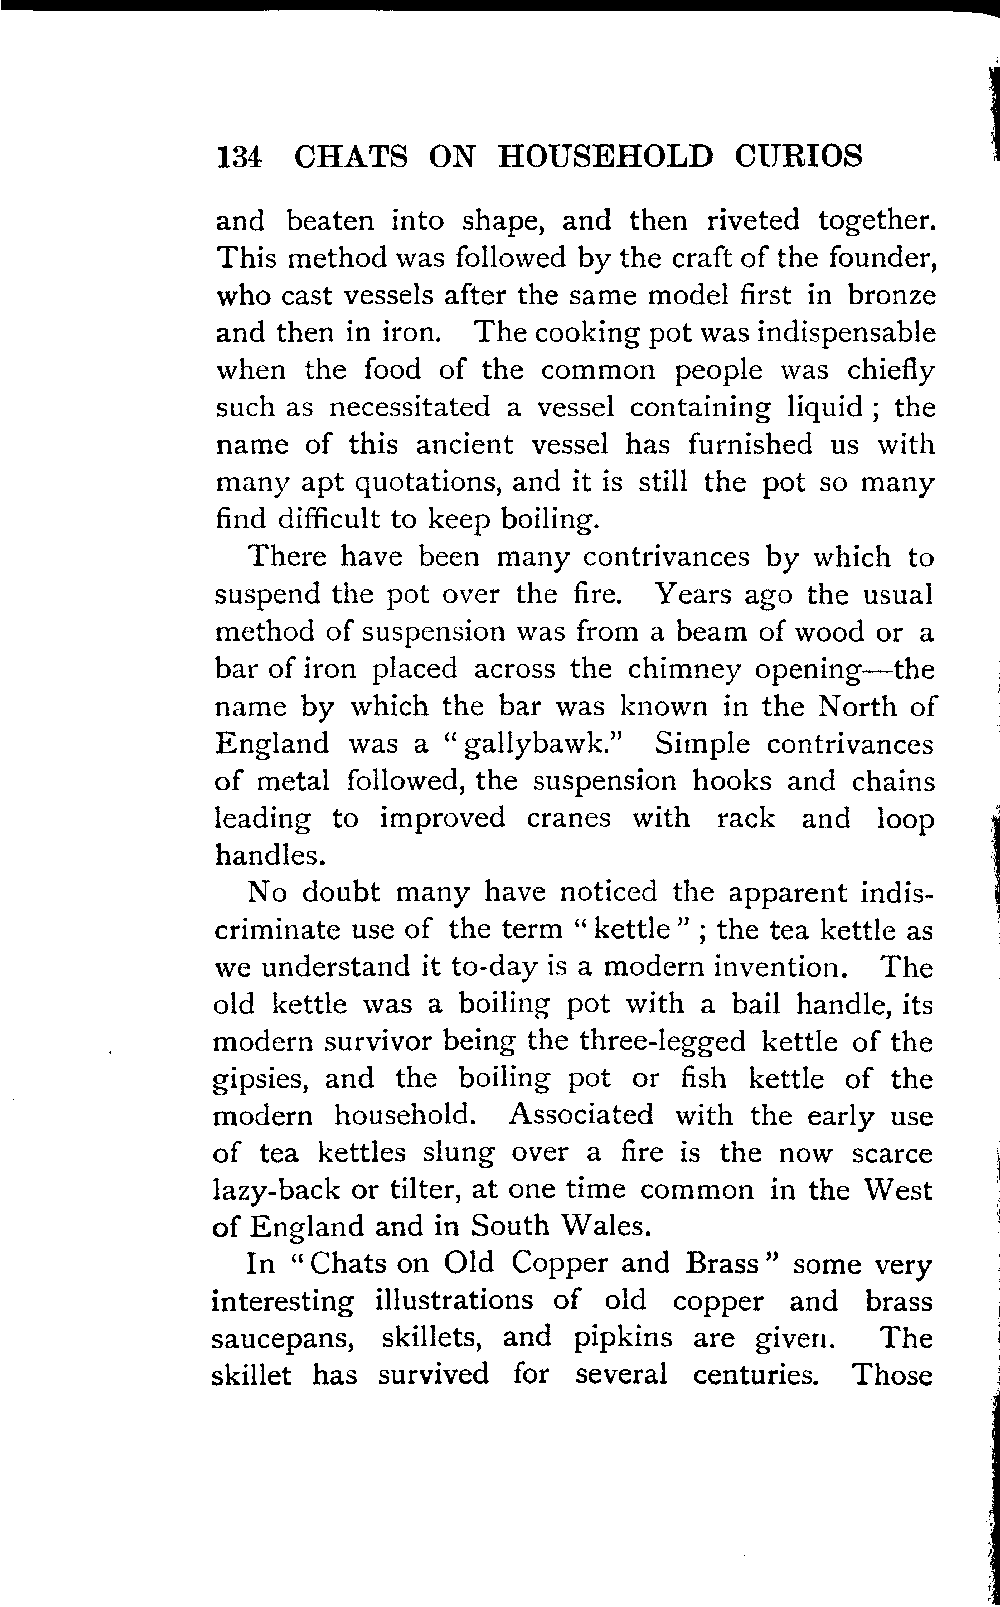 134 CHATS ON HOUSEHOLD CURIOS
and beaten into shape, and then riveted together.
This method was followed by the craft of the founder,
who cast vessels after the same model first in bronze
and then in iron. The cooking pot was indispensable
when the food of the common people was chiefly
such as necessitated a vessel containing liquid ; the
name of this ancient vessel has furnished us with
many apt quotations, and it is still the pot so many
find difficult to keep boiling.
There have been many contrivances by which to
suspend the pot over the fire. Years ago the usual
method of suspension was from a beam of wood or a
bar of iron placed across the chimney opening—the
name by which the bar was known in the North of
England was a “ gallybawk.” Simple contrivances
of metal followed, the suspension hooks and chains
leading to improved cranes with rack and loop
handles.
No doubt many have noticed the apparent indis-
criminate use of the term “ kettle ” ; the tea kettle as
we understand it to-day is a modern invention. The
old kettle was a boiling pot with a bail handle, its
modern survivor being the three-legged kettle of the
gipsies, and the boiling pot or fish kettle of the
modern household. Associated with the early use
of tea kettles slung over a fire is the now scarce
lazy-back or tilter, at one time common in the West
of England and in South Wales.
In “ Chats on Old Copper and Brass ” some very
interesting illustrations of old copper and brass
saucepans, skillets, and pipkins are given. The
skillet has survived for several centuries. Those